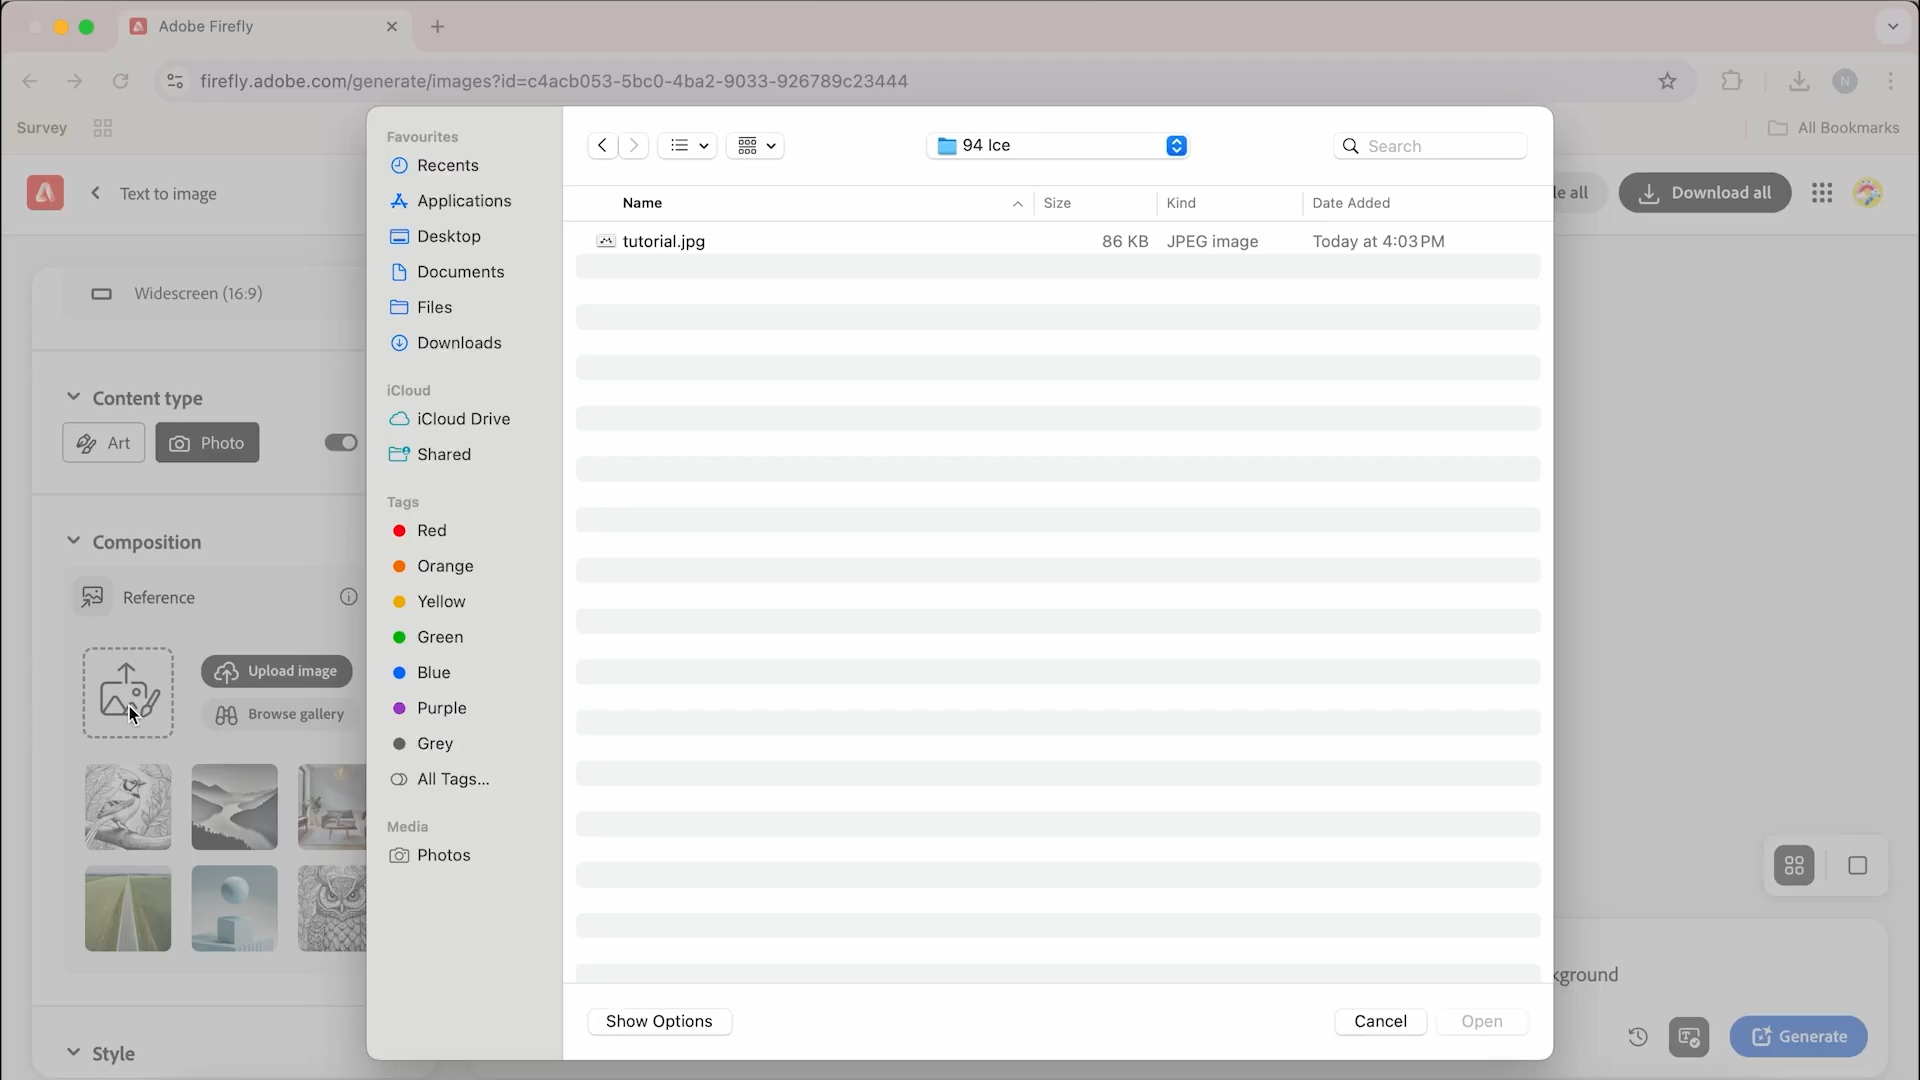 Adobe Firefly
firefly.adobe.com/generate/images?id=c4acb053-5bc0-4ba2-9033-926789c23444
N
Survey
All Bookmarks
Text to image
le all
Download all
Widescreen (16:9)
Content type
Art
Photo
Composition
Reference
Upload image
Browse gallery
Style
Favourites
Recents
Applications
Desktop
Documents
Files
Downloads
iCloud
iCloud Drive
Shared
Tags
Red
Orange
Yellow
Green
Blue
Purple
Grey
All Tags...
Media
Photos
94 Ice
Search
Name Size Kind Date Added
tutorial.jpg 86 KB JPEG image Today at 4:03 PM
Show Options
Cancel
Open
kground
Generate